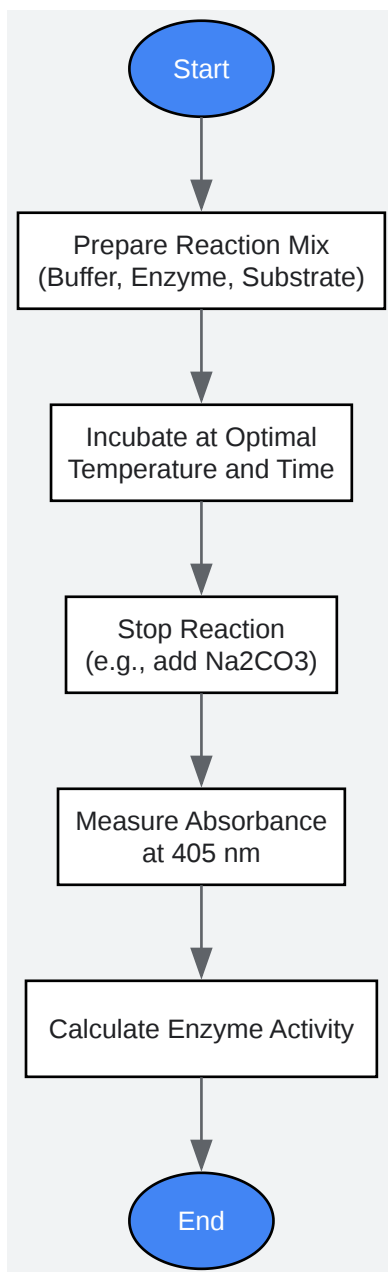 Start
Prepare Reaction Mix
(Buffer, Enzyme, Substrate)
Incubate at Optimal
Temperature and Time
Stop Reaction
(e.g., add Na2CO3)
Measure Absorbance
at 405 nm
Calculate Enzyme Activity
End